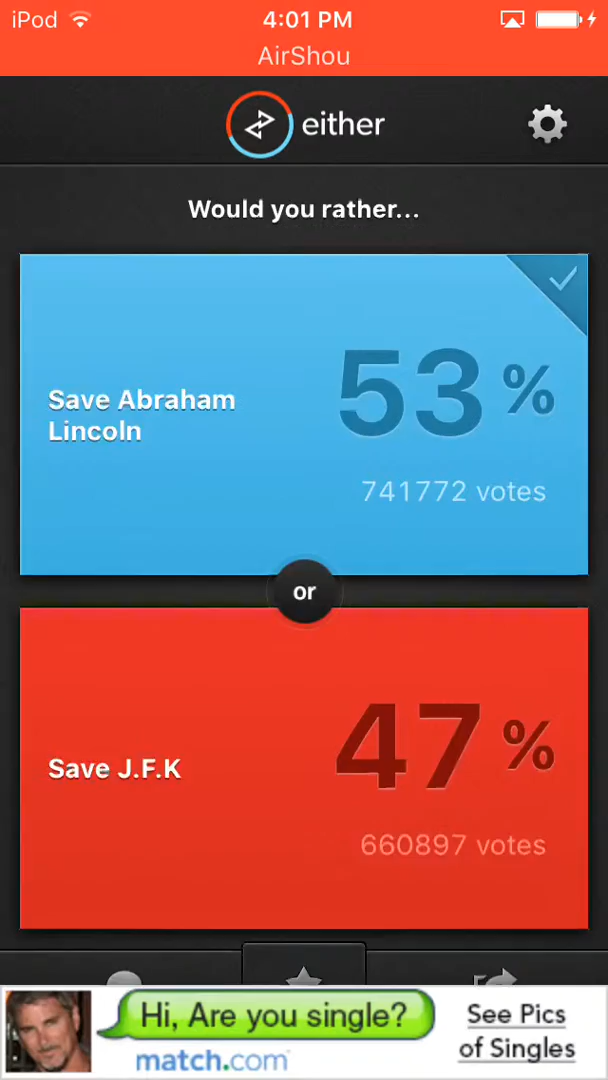 iPod 4:01 PM
AirShou
either
Would you rather...
Save Abraham
Lincoln
53 %
741772 votes
or
Save J.F.K
47 %
660897 votes
Hi, Are you single?
match.com
See Pics
of Singles